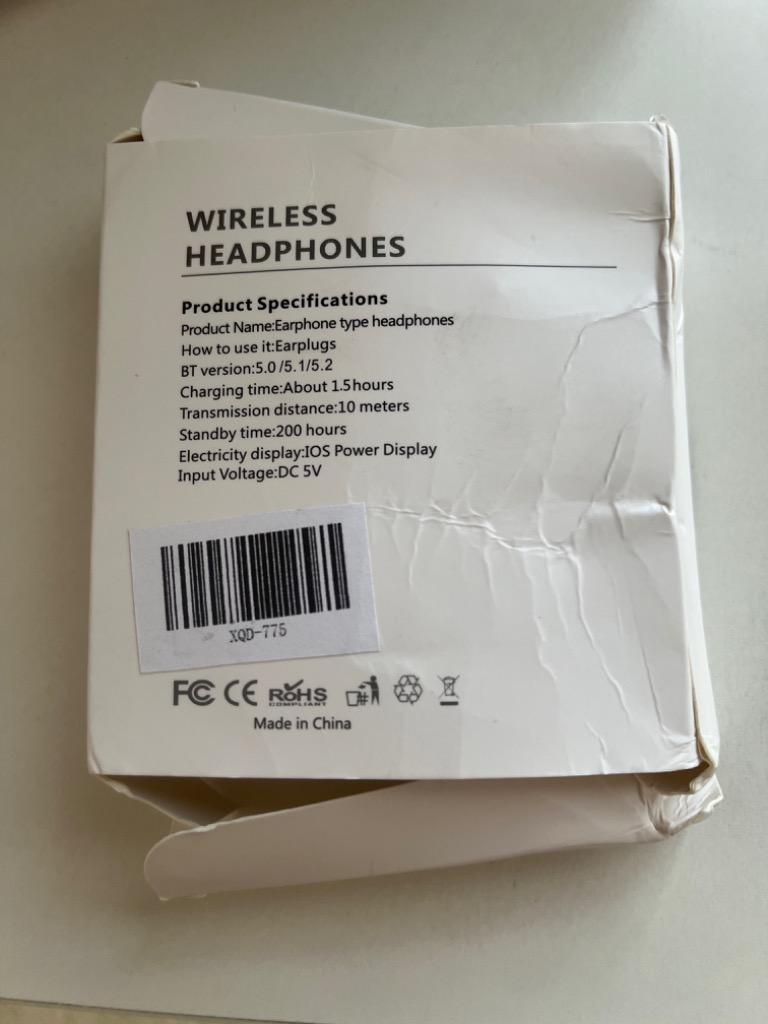 WIRELESS
HEADPHONES
Product Specifications
Product Name:Earphone type headphones
How to use it:Earplugs
BT version:5.0/5.1/5.2
Charging time:About 1.5hours
Transmission distance:10 meters
Standby time:200 hours
Electricity display:IOS Power Display
Input Voltage:DC 5V
XQD-775
FC CE RoHS
COMPLIANT
Made in China